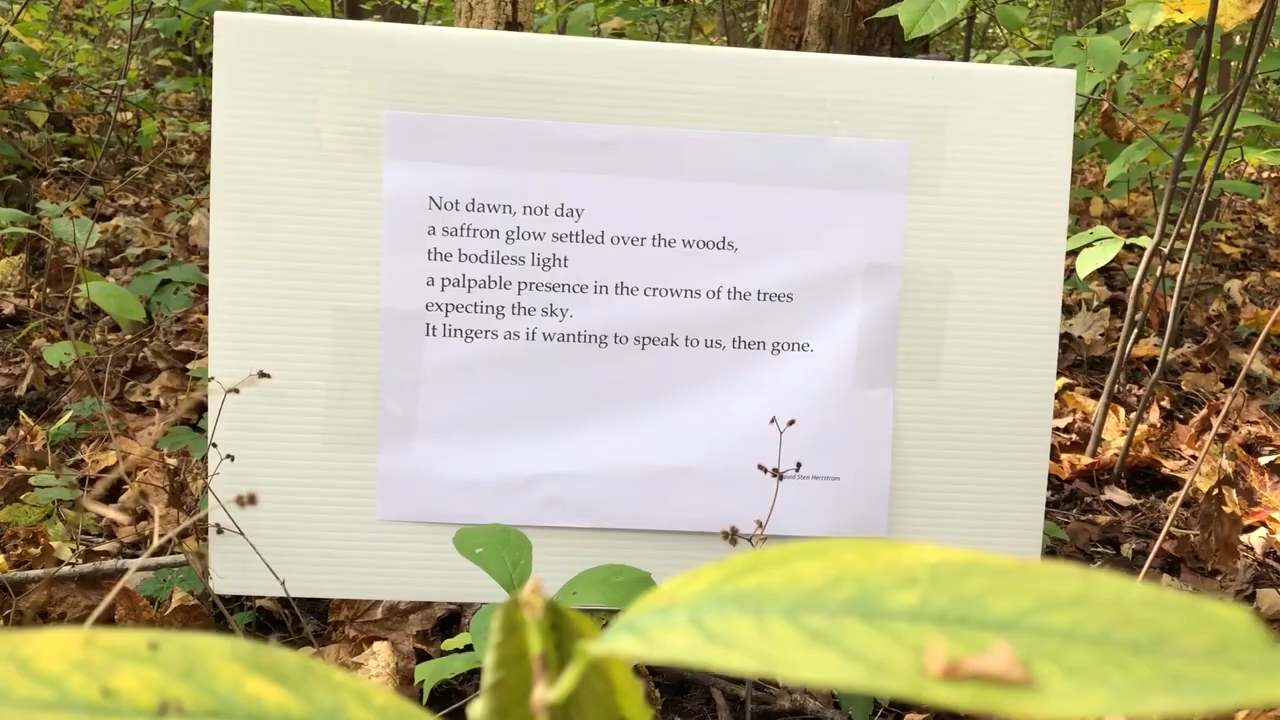 Not dawn, not day
a saffron glow settled over the woods,
the bodiless light
a palpable presence in the crowns of the trees
expecting the sky.
It lingers as if wanting to speak to us, then gone.
David Sten Herrstrom